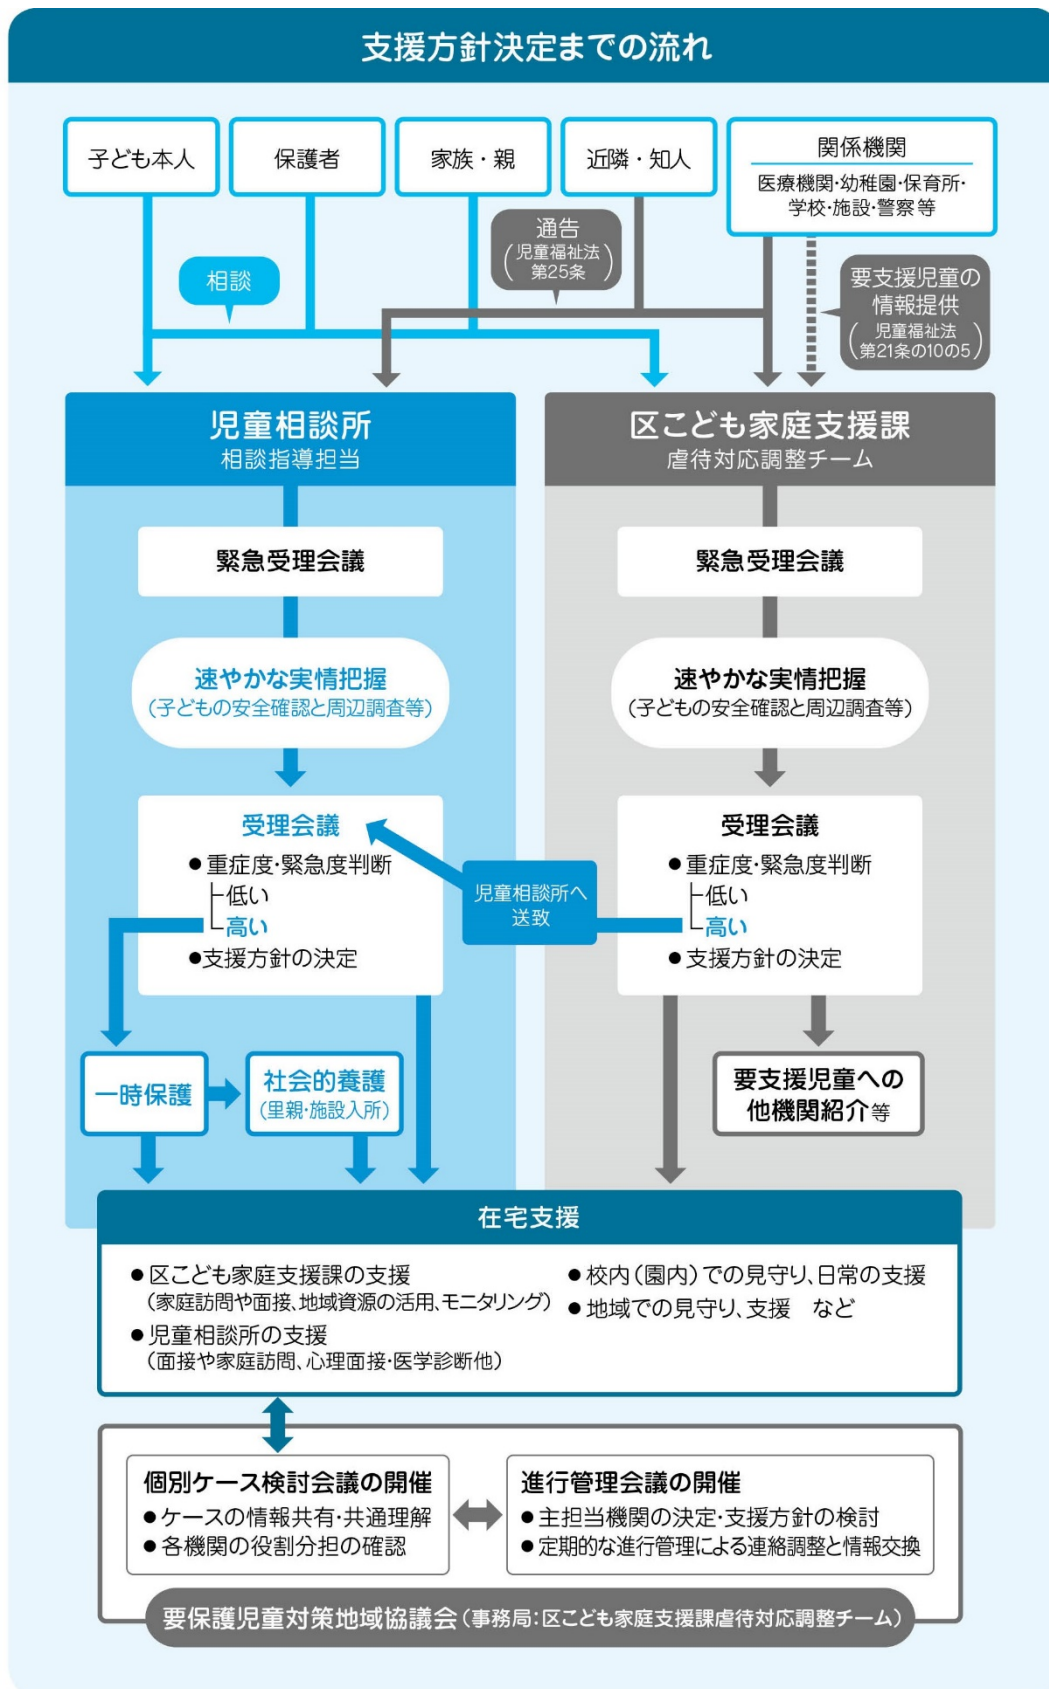 支援方針決定までの流れ
子ども本人
保護者
家族・親
近隣・知人
関係機関
医療機関・幼稚園・保育所・
学校・施設・警察等
相談
通告
(児童福祉法
第25条)
要支援児童の
情報提供
(児童福祉法
第21条の10の5)
児童相談所
相談指導担当
緊急受理会議
速やかな実情把握
(子どもの安全確認と周辺調査等)
受理会議
●重症度・緊急度判断
├低い
└高い
●支援方針の決定
児童相談所へ
送致
一時保護
社会的養護
(里親・施設入所)
区こども家庭支援課
虐待対応調整チーム
緊急受理会議
速やかな実情把握
(子どもの安全確認と周辺調査等)
受理会議
●重症度・緊急度判断
├低い
└高い
●支援方針の決定
要支援児童への
他機関紹介等
在宅支援
●区こども家庭支援課の支援
(家庭訪問や面接、地域資源の活用、モニタリング)
●児童相談所の支援
(面接や家庭訪問、心理面接・医学診断他)
●校内(園内)での見守り、日常の支援
●地域での見守り、支援 など
個別ケース検討会議の開催
●ケースの情報共有・共通理解
●各機関の役割分担の確認
進行管理会議の開催
●主担当機関の決定・支援方針の検討
●定期的な進行管理による連絡調整と情報交換
要保護児童対策地域協議会(事務局:区こども家庭支援課虐待対応調整チーム)